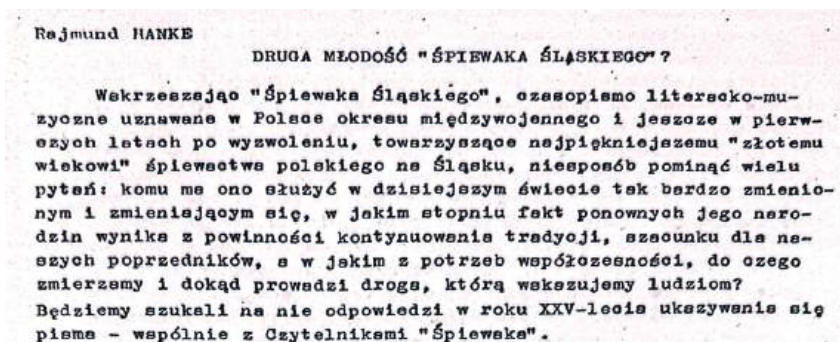 Rajmund HANKE
DRUGA MŁODOŚĆ "ŚPIEWAKA ŚLĄSKIEGO"?
Wskrzeszając "Śpiewaka Śląskiego", czasopismo literacko-mu-
zyczne uznawane w Polsce okresu międzywojennego i jeszcze w pierw-
szych latach po wyzwoleniu, towarzyszące najpiękniejszemu "złotemu
wiekowi" śpiewactwa polskiego na Śląsku, niesposób pominąć wielu
pytań: komu ma ono służyć w dzisiejszym świecie tak bardzo zmienio-
nym i zmieniającym się, w jakim stopniu fakt ponownych jego naro-
dzin wynika z powinności kontynuowania tradycji, szacunku dla na-
szych poprzedników, a w jakim z potrzeb współczesności, do czego
zmierzamy i dokąd prowadzi droga, którą wskazujemy ludziom?
Będziemy szukali na nie odpowiedzi w roku XXV-lecia ukazywania się
pisma - wspólnie z Czytelnikami "Śpiewaka".